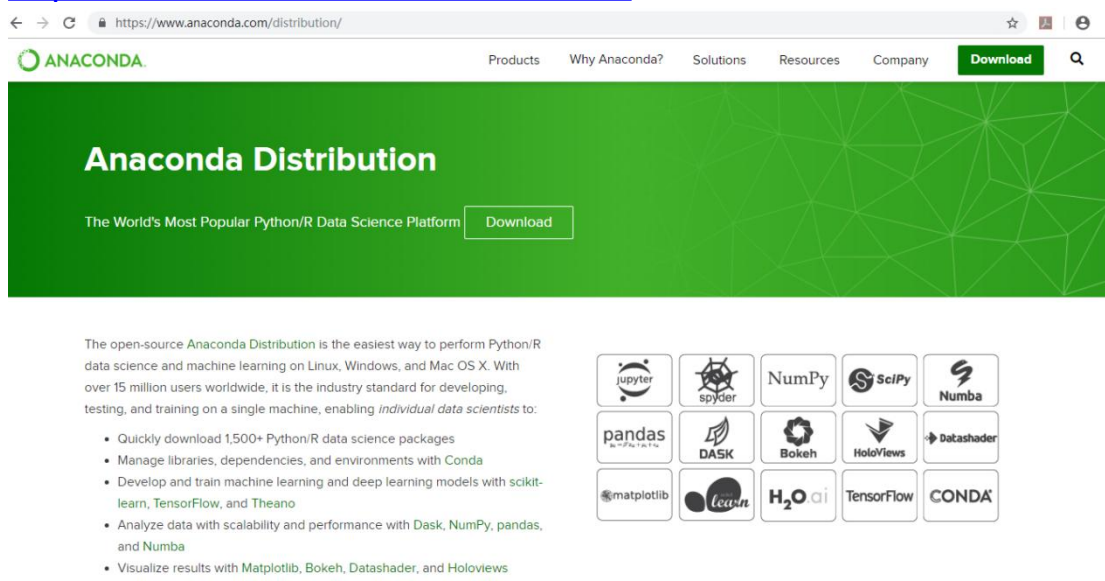 https://www.anaconda.com/distribution/
ANACONDA.
Products Why Anaconda? Solutions Resources Company Download
Anaconda Distribution
The World's Most Popular Python/R Data Science Platform Download
The open-source Anaconda Distribution is the easiest way to perform Python/R
data science and machine learning on Linux, Windows, and Mac OS X. With
over 15 million users worldwide, it is the industry standard for developing,
testing, and training on a single machine, enabling individual data scientists to:
• Quickly download 1,500+ Python/R data science packages
• Manage libraries, dependencies, and environments with Conda
• Develop and train machine learning and deep learning models with scikit-
learn, TensorFlow, and Theano
• Analyze data with scalability and performance with Dask, NumPy, pandas,
and Numba
• Visualize results with Matplotlib, Bokeh, Datashader, and Holoviews
jupyter spyder NumPy SciPy Numba
pandas DASK Bokeh HoloViews Datashader
matplotlib learn H2O.ai TensorFlow CONDA